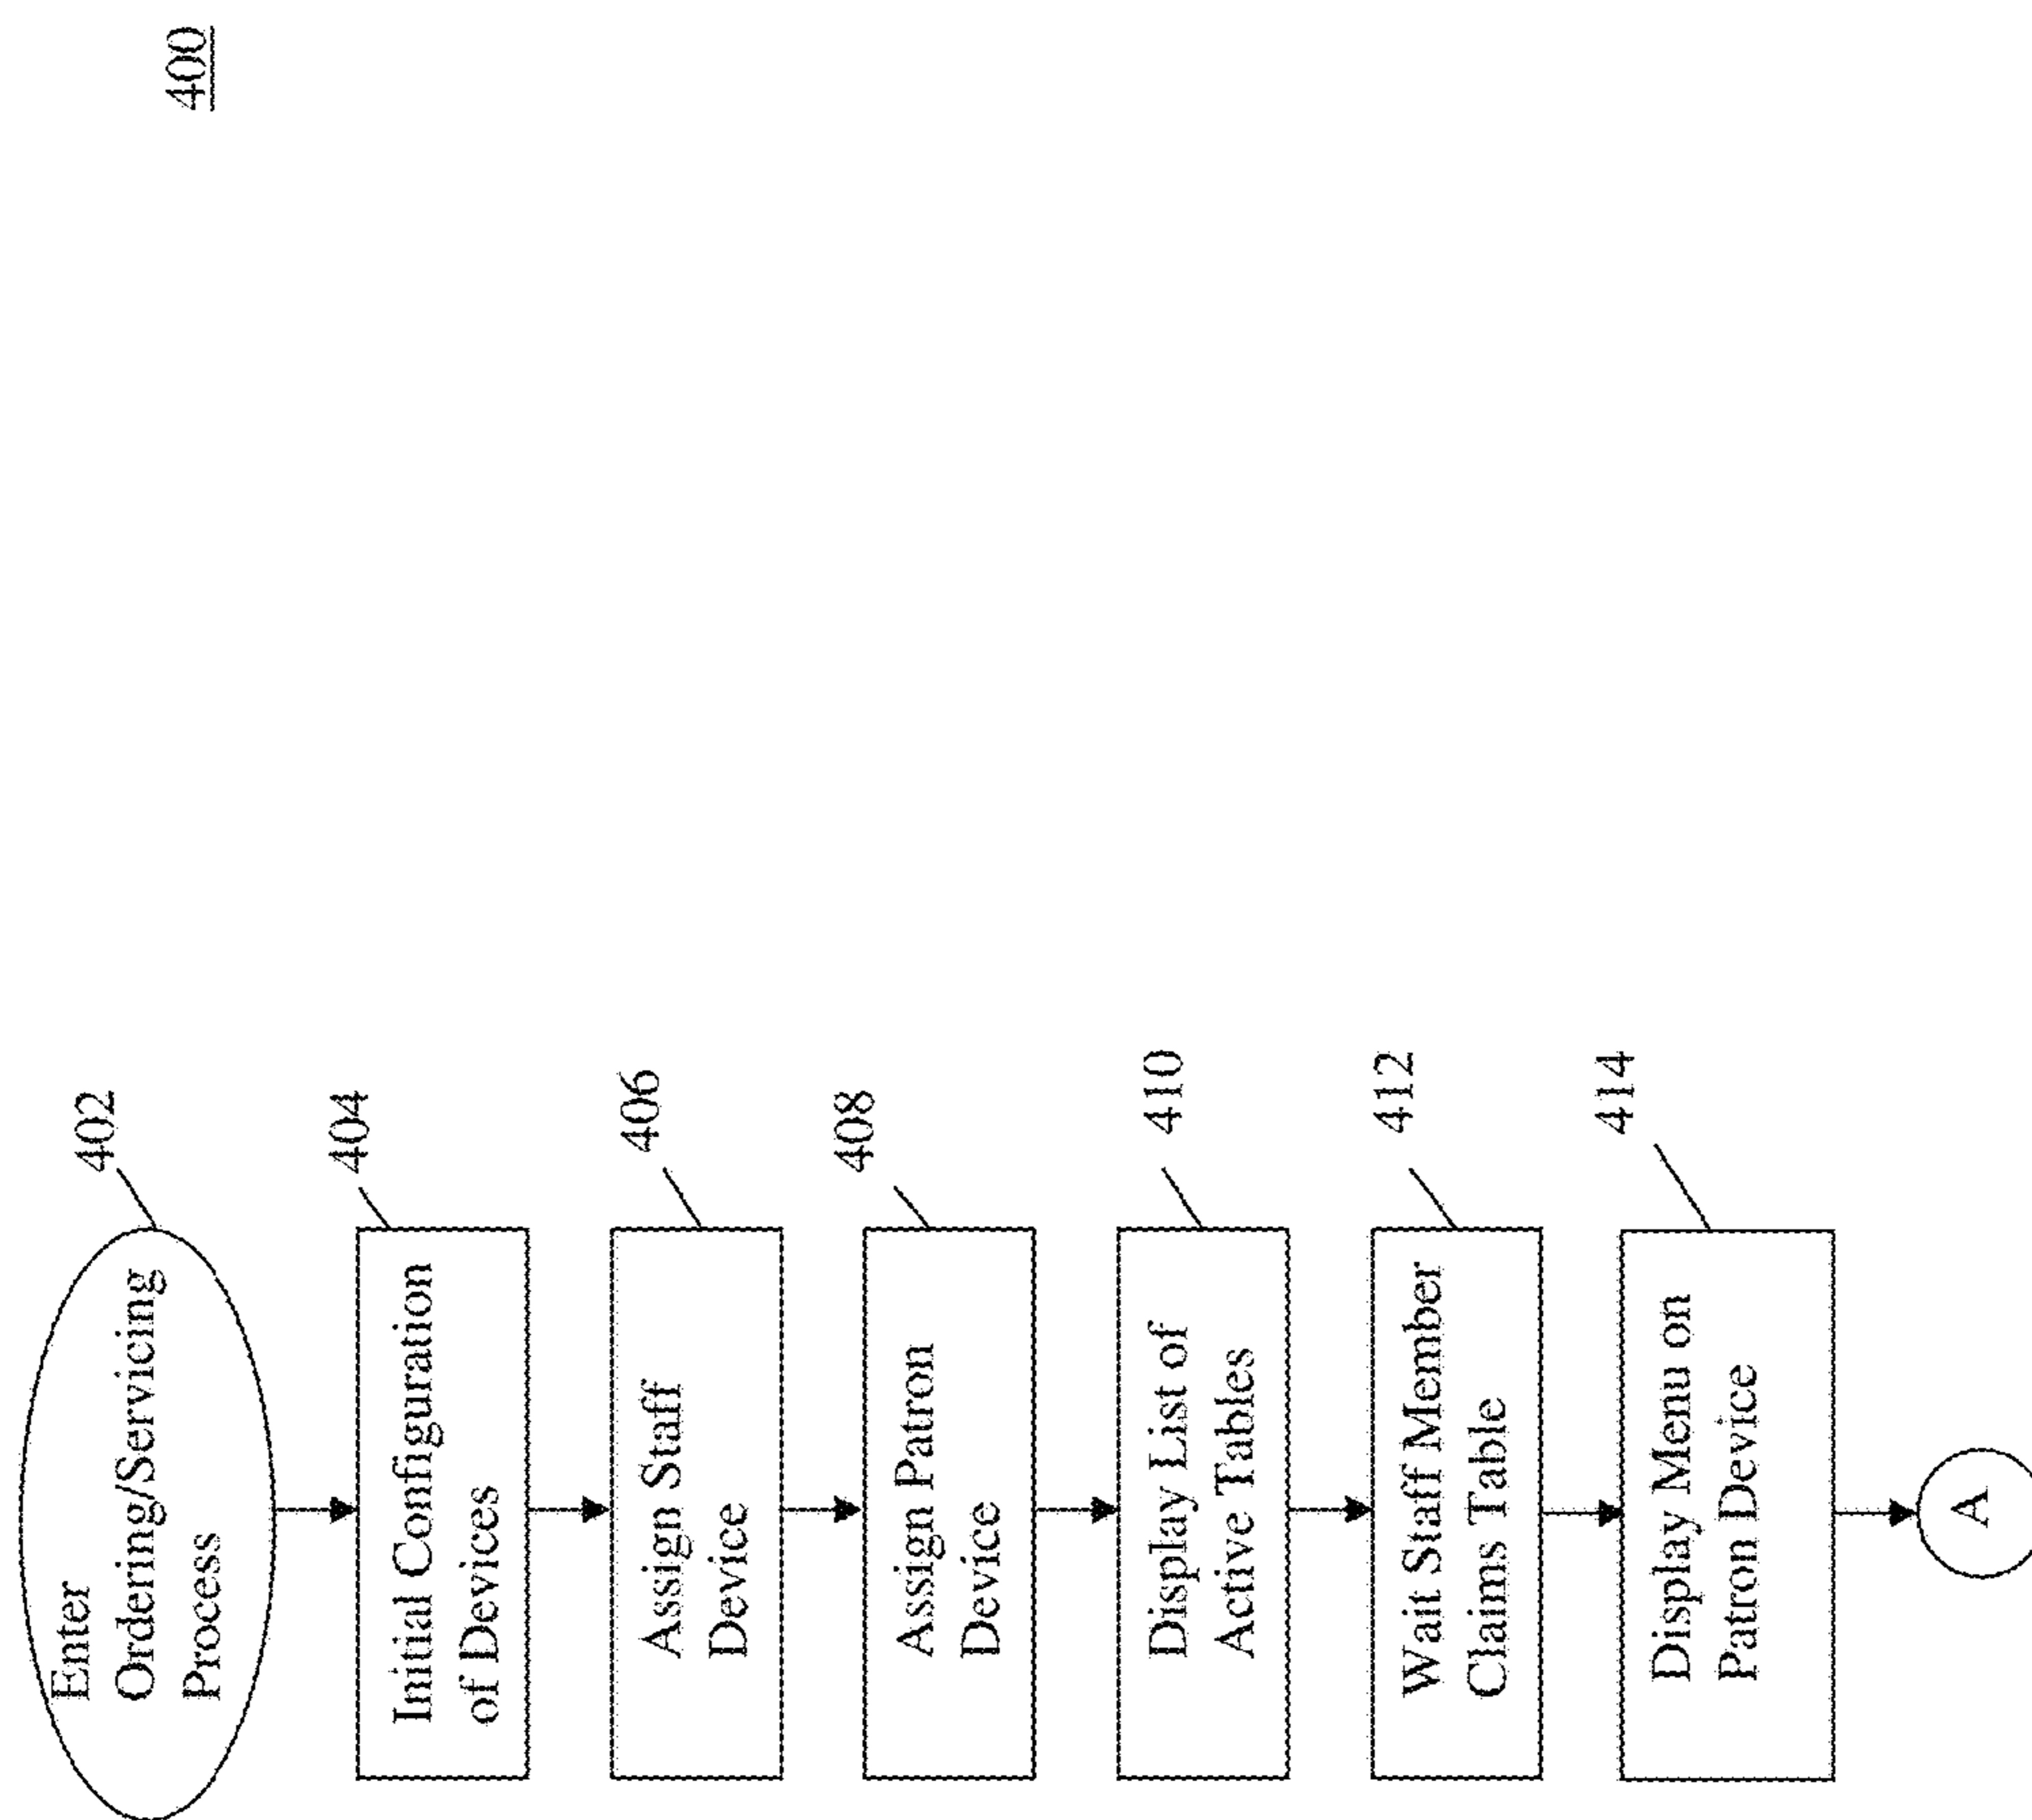 400
Enter
Ordering/Servicing
Process
402
Initial Configuration
of Devices
404
Assign Staff
Device
406
Assign Patron
Device
408
Display List of
Active Tables
410
Wait Staff Member
Claims Table
412
Display Menu on
Patron Device
414
A